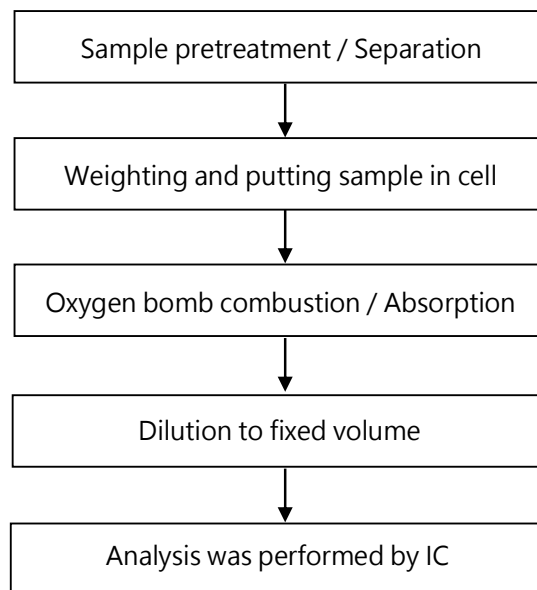 Sample pretreatment / Separation
Weighting and putting sample in cell
Oxygen bomb combustion / Absorption
Dilution to fixed volume
Analysis was performed by IC